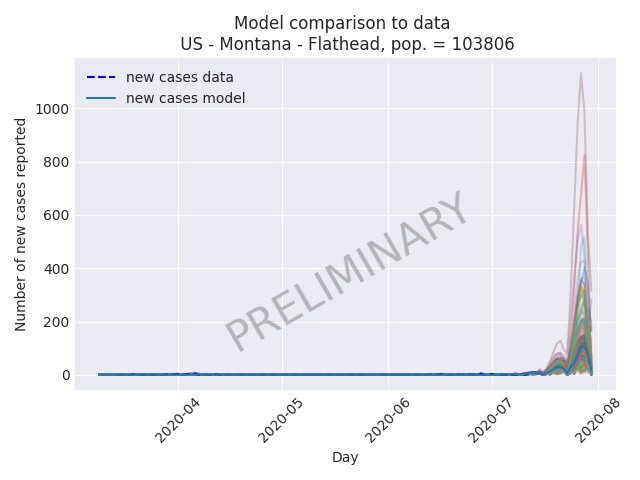 Model comparison to data
US - Montana - Flathead, pop. = 103806
new cases data
new cases model
Number of new cases reported
1000
800
600
400
200
0
PRELIMINARY
2020-04
2020-05
2020-06
2020-07
2020-08
Day